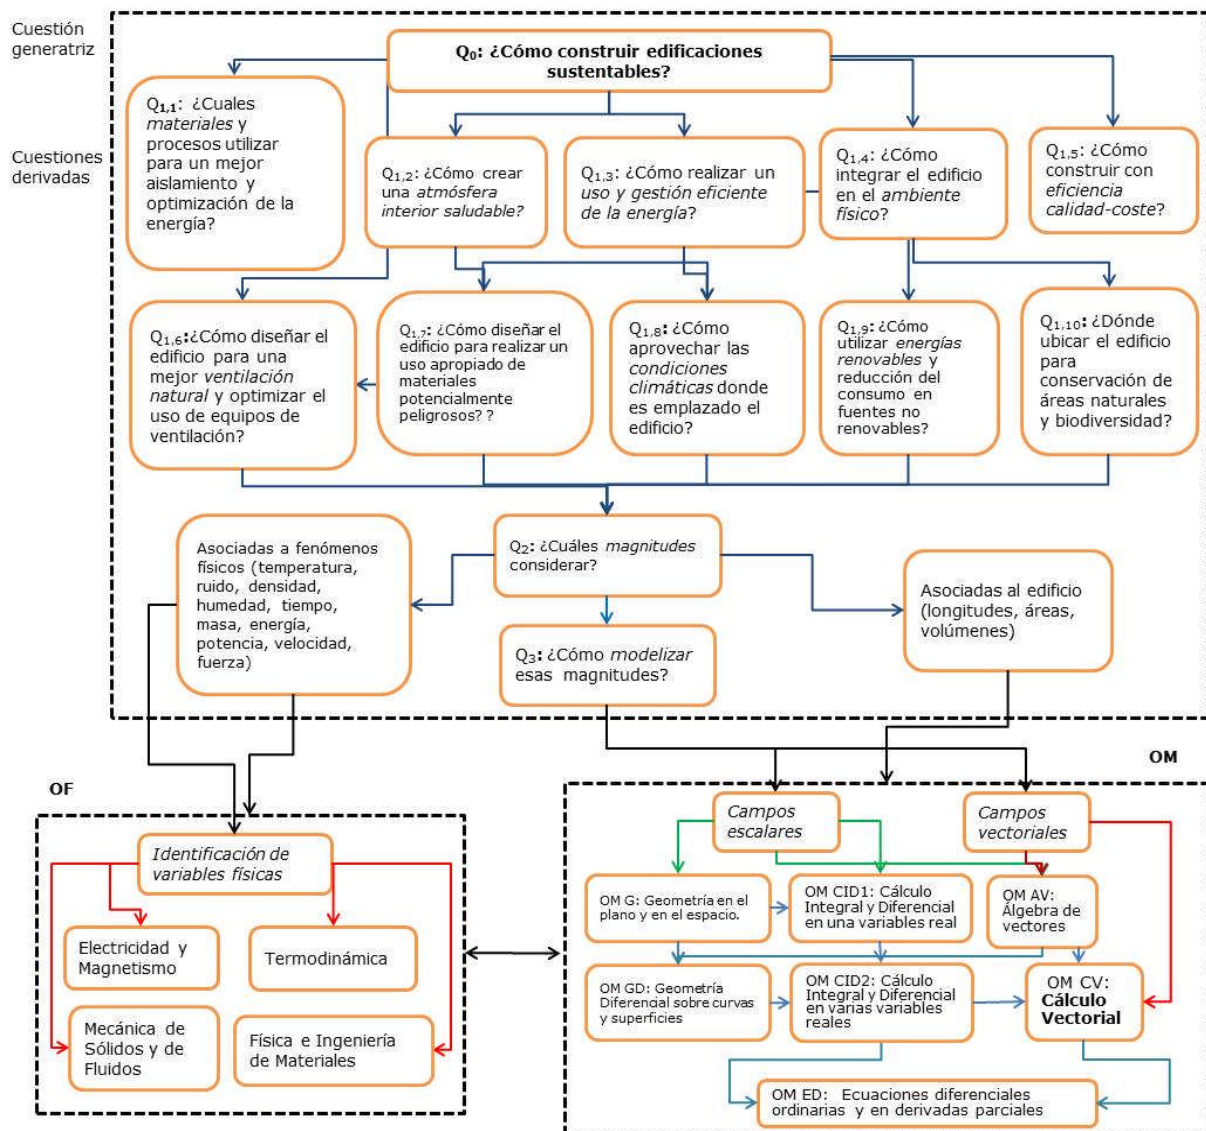 Cuestión
generatriz
Q0: ¿Cómo construir edificaciones
sustentables?
Cuestiones
derivadas
Q1,1: ¿Cuales
materiales y
procesos utilizar
para un mejor
aislamiento y
optimización de la
energía?
Q1,2: ¿Cómo crear
una atmósfera
interior saludable?
Q1,3: ¿Cómo realizar un
uso y gestión eficiente
de la energía?
Q1,4: ¿Cómo
integrar el edificio
en el ambiente
físico?
Q1,5: ¿Cómo
construir con
eficiencia
calidad-coste?
Q1,6:¿Cómo diseñar el
edificio para una
mejor ventilación
natural y optimizar el
uso de equipos de
ventilación?
Q1,7: ¿Cómo diseñar el
edificio para realizar un
uso apropiado de
materiales
potencialmente
peligrosos? ?
Q1,8: ¿Cómo
aprovechar las
condiciones
climáticas donde
es emplazado el
edificio?
Q1,9: ¿Cómo
utilizar energías
renovables y
reducción del
consumo en
fuentes no
renovables?
Q1,10: ¿Dónde
ubicar el edificio
para
conservación de
áreas naturales
y biodiversidad?
Asociadas a fenómenos
físicos (temperatura,
ruido, densidad,
humedad, tiempo,
masa, energía,
potencia, velocidad,
fuerza)
Q2: ¿Cuáles magnitudes
considerar?
Asociadas al edificio
(longitudes, áreas,
volúmenes)
Q3: ¿Cómo modelizar
esas magnitudes?
OF
OM
Identificación de
variables físicas
Electricidad y
Magnetismo
Termodinámica
Mecánica de
Sólidos y de
Fluidos
Física e Ingeniería
de Materiales
Campos
escalares
Campos
vectoriales
OM G: Geometría en el
plano y en el espacio.
OM CID1: Cálculo
Integral y Diferencial
en una variables real
OM AV:
Álgebra de
vectores
OM GD: Geometría
Diferencial sobre curvas
y superficies
OM CID2: Cálculo
Integral y Diferencial
en varias variables
reales
OM CV:
Cálculo
Vectorial
OM ED: Ecuaciones diferenciales
ordinarias y en derivadas parciales